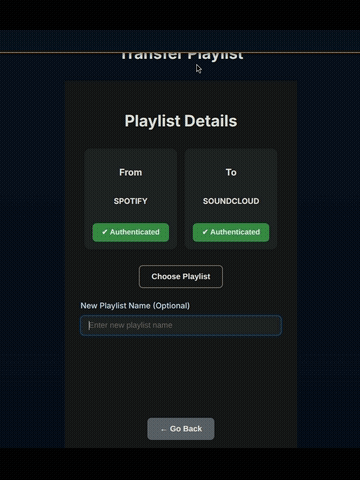 Transfer Playlist
Playlist Details
From
To
SPOTIFY
SOUNDCLOUD
✔ Authenticated
✔ Authenticated
Choose Playlist
New Playlist Name (Optional)
Enter new playlist name
← Go Back